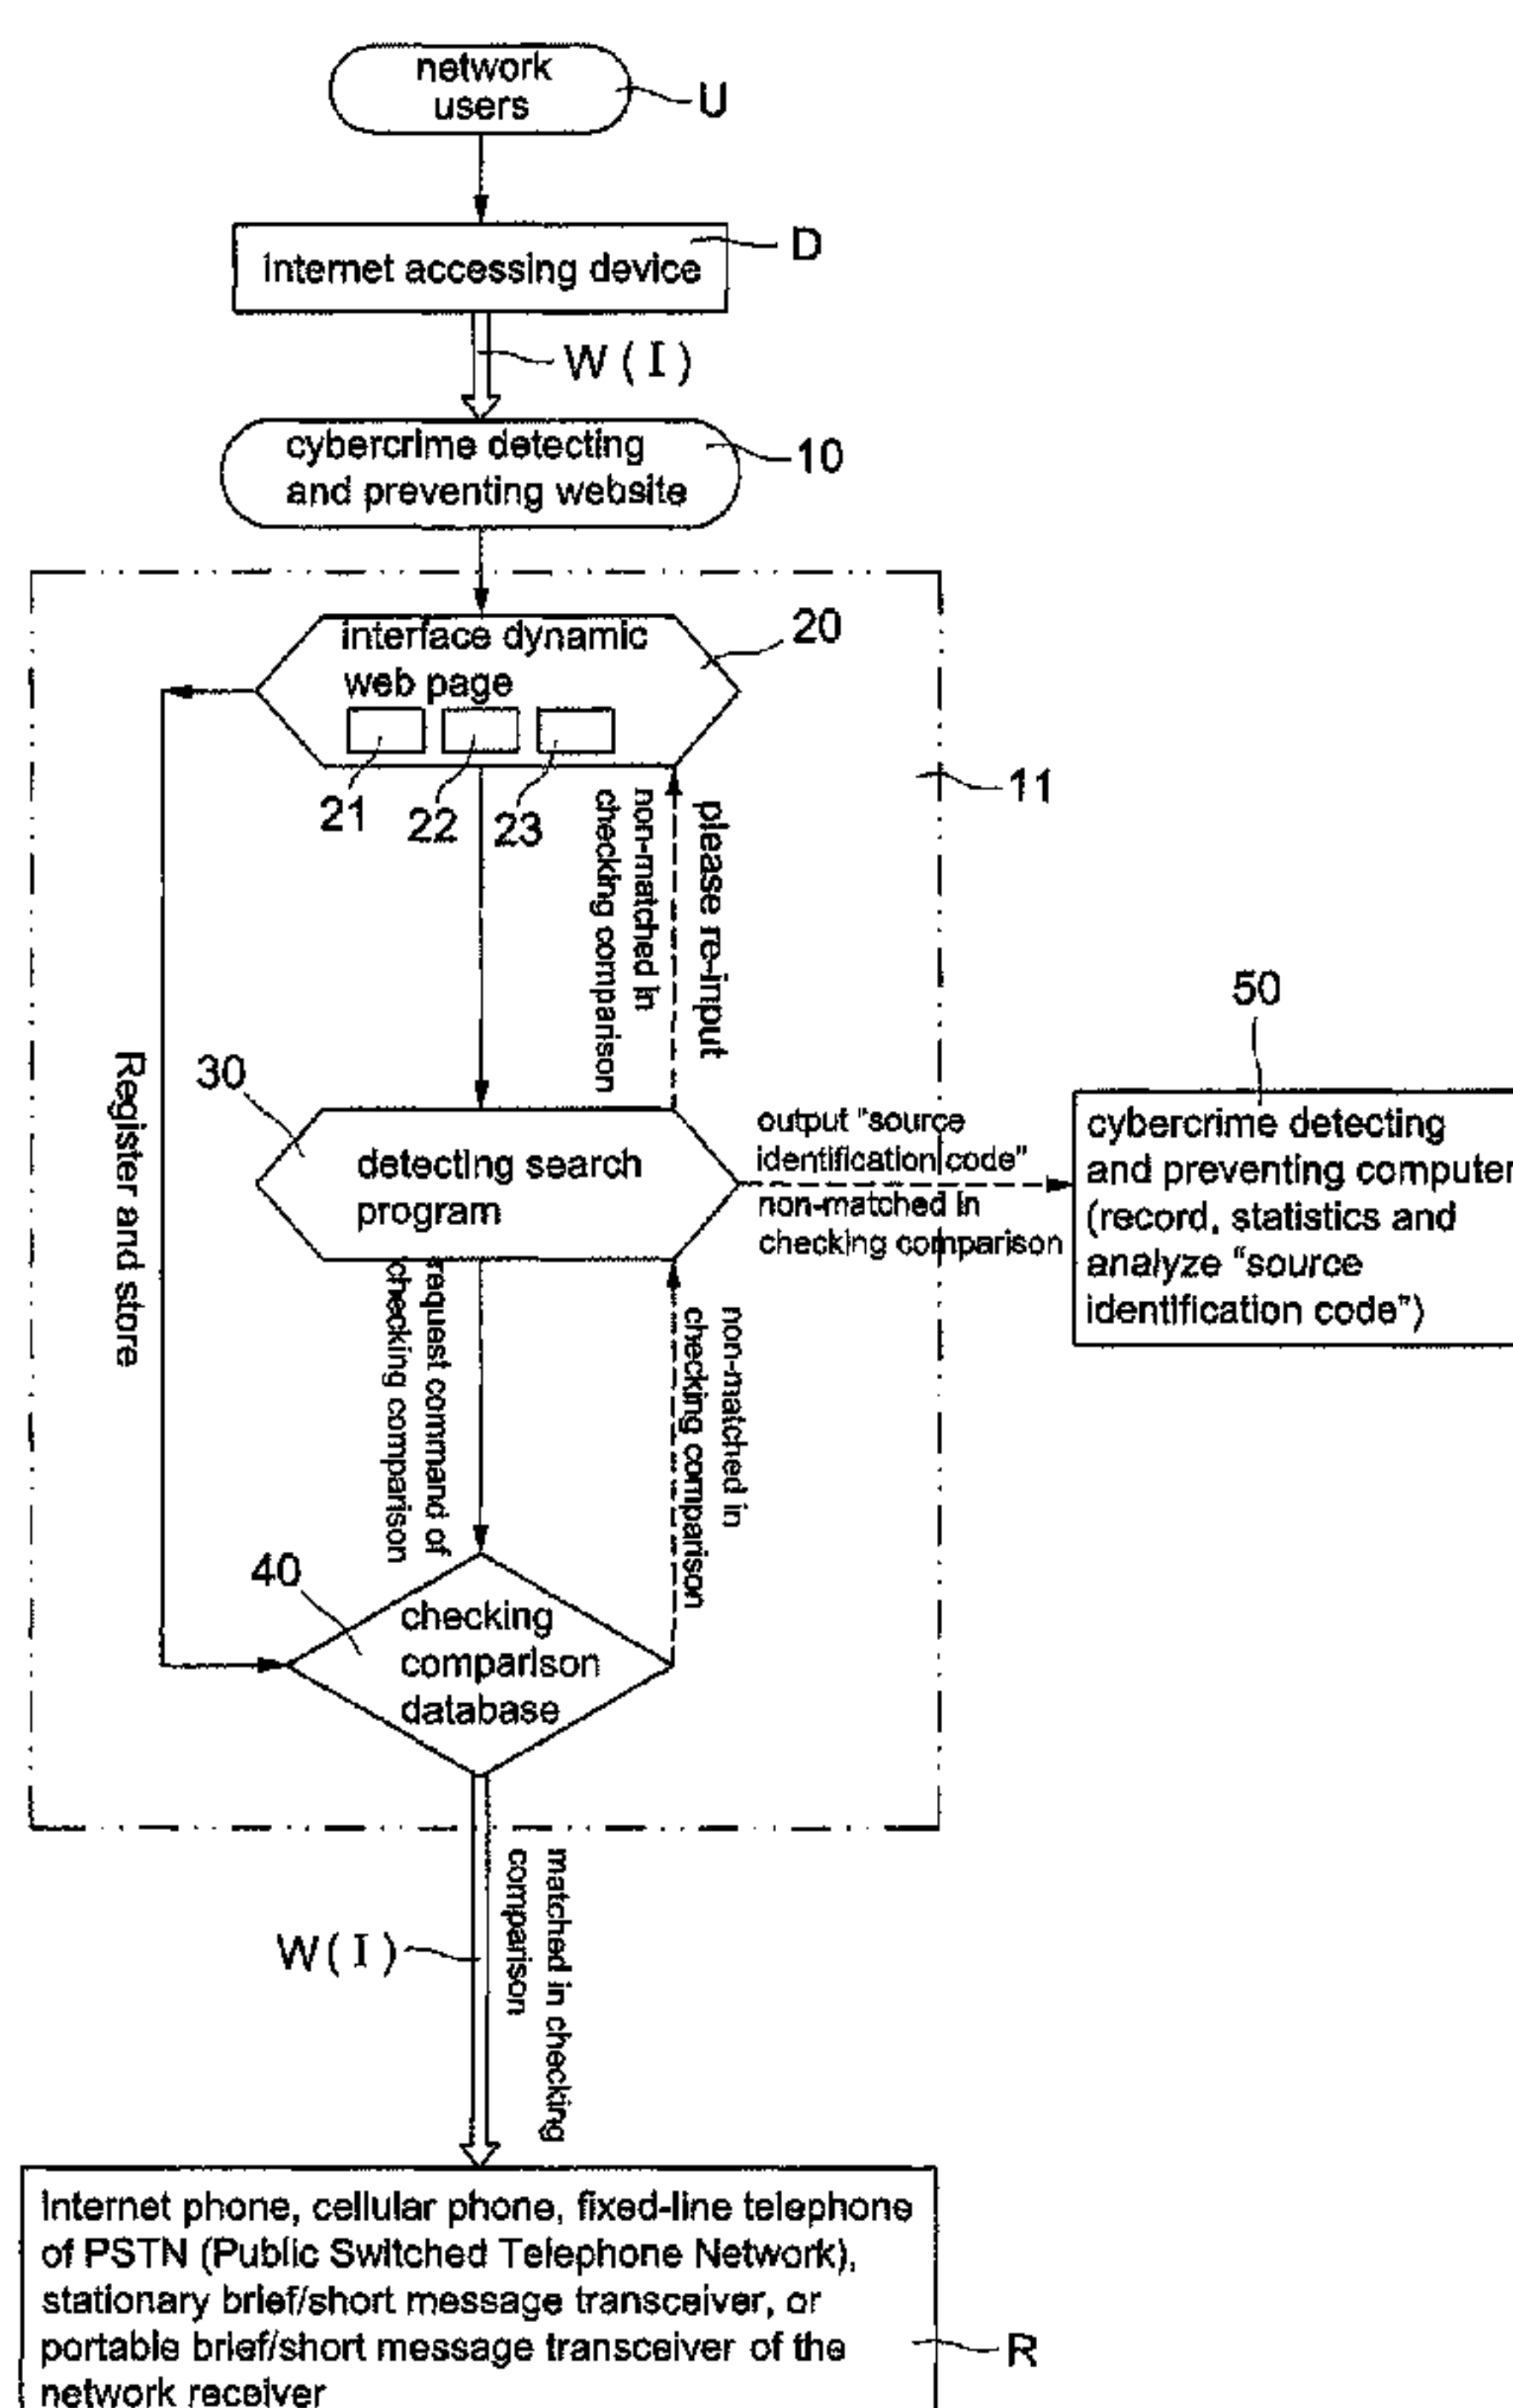 network
users
U
Internet accessing device
D
W(I)
cybercrime detecting
and preventing website
10
interface dynamic
web page
20
21
22
23
11
non-matched in
checking comparison
please re-input
Register and store
30
detecting search
program
output "source
identification code"
non-matched in
checking comparison
50
cybercrime detecting
and preventing computer
(record, statistics and
analyze "source
identification code")
request command of
checking comparison
non-matched in
checking comparison
40
checking
comparison
database
W(I)
matched in checking
comparison
Internet phone, cellular phone, fixed-line telephone
of PSTN (Public Switched Telephone Network),
stationary brief/short message transceiver, or
portable brief/short message transceiver of the
network receiver
R